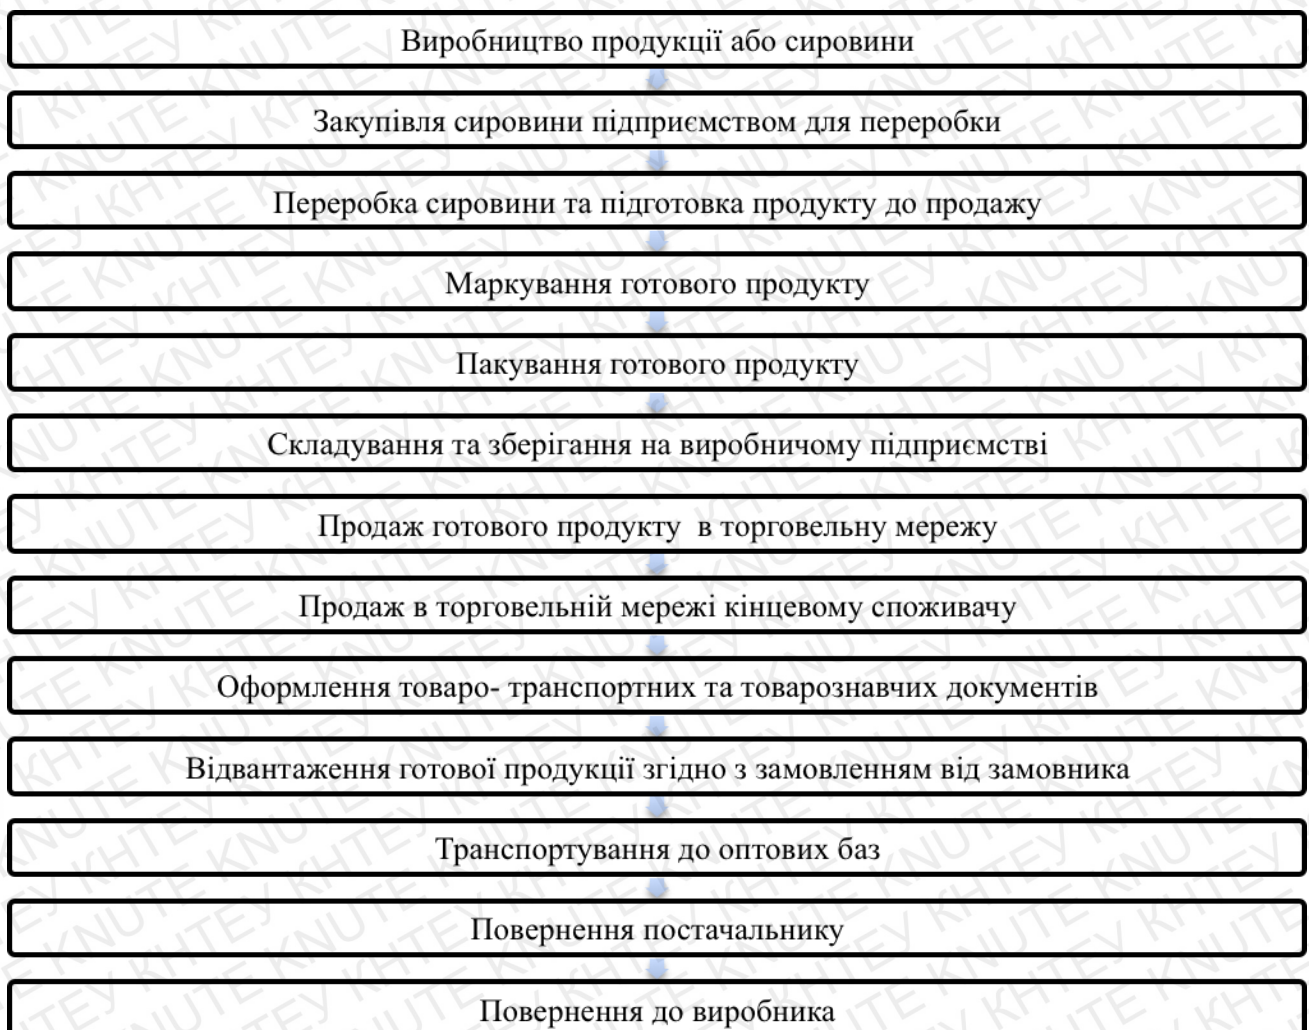 Виробництво продукції або сировини
Закупівля сировини підприємством для переробки
Переробка сировини та підготовка продукту до продажу
Маркування готового продукту
Пакування готового продукту
Складування та зберігання на виробничому підприємстві
Продаж готового продукту  в торговельну мережу
Продаж в торговельній мережі кінцевому споживачу
Оформлення товаро- транспортних та товарознавчих документів
Відвантаження готової продукції згідно з замовленням від замовника
Транспортування до оптових баз
Повернення постачальнику
Повернення до виробника